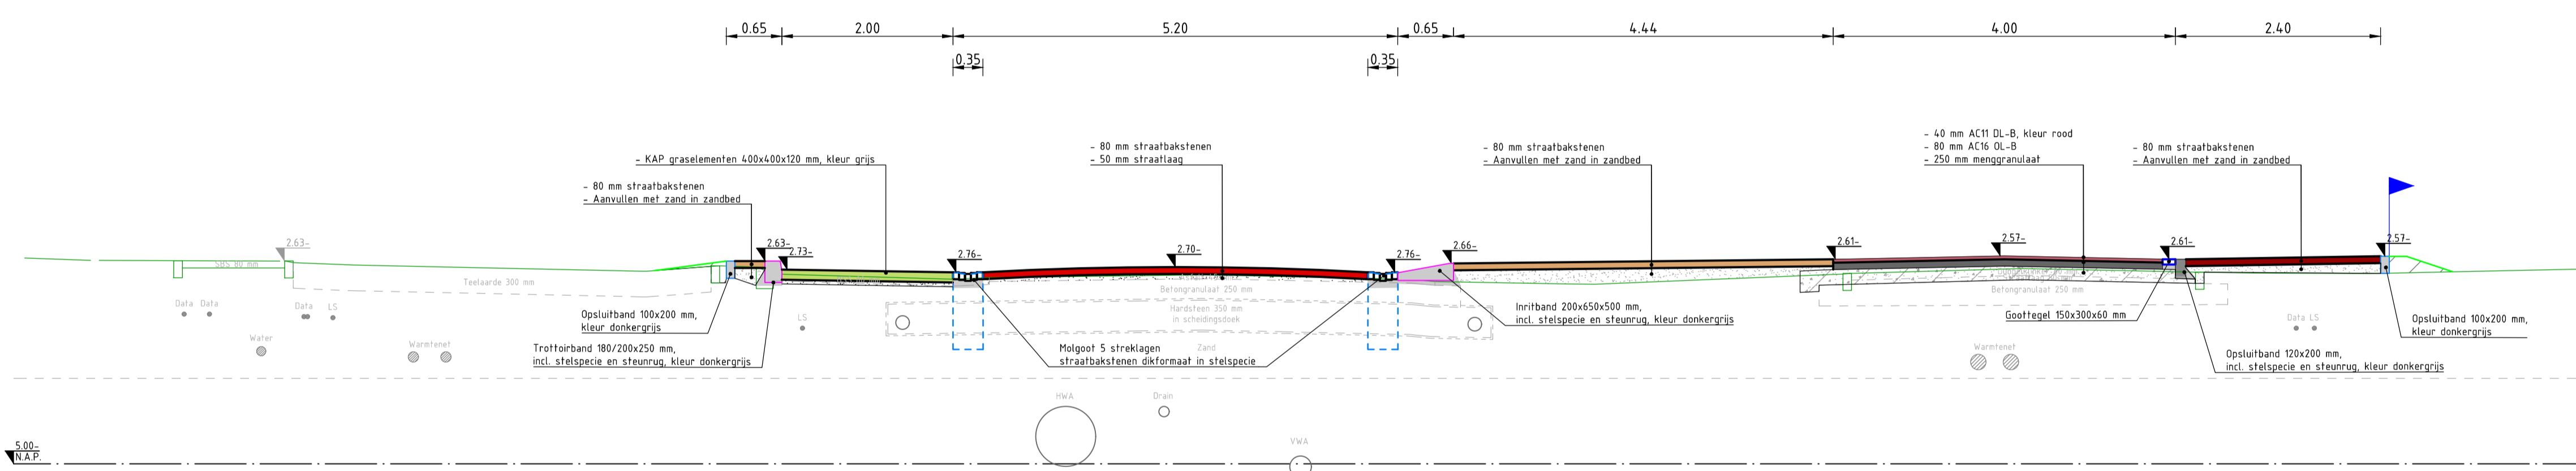 0.65
2.00
5.20
0.65
4.44
4.00
2.40
0.35
0.35
- 80 mm straatbakstenen
- Aanvullen met zand in zandbed
- KAP graselementen 400x400x120 mm, kleur grijs
- 80 mm straatbakstenen
- 50 mm straatlaag
- 80 mm straatbakstenen
- Aanvullen met zand in zandbed
- 40 mm AC11 DL-B, kleur rood
- 80 mm AC16 OL-B
- 250 mm menggranulaat
- 80 mm straatbakstenen
- Aanvullen met zand in zandbed
2.63-
2.63-
2.73-
2.76-
2.70-
2.76-
2.66-
2.61-
2.57-
2.61-
2.57-
SBS 80 mm
Teelaarde 300 mm
Betongranulaat 250 mm
Hardsteen 350 mm
in scheidingsdoek
Zand
Betongranulaat 250 mm
Data
Data
Data
LS
Water
Warmtenet
LS
Data LS
Warmtenet
Opsluitband 100x200 mm,
kleur donkergrijs
Trottoirband 180/200x250 mm,
incl. stelspecie en steunrug, kleur donkergrijs
Molgoot 5 streklagen
straatbakstenen dikformaat in stelspecie
Inritband 200x650x500 mm,
incl. stelspecie en steunrug, kleur donkergrijs
Goottegel 150x300x60 mm
Opsluitband 120x200 mm,
incl. stelspecie en steunrug, kleur donkergrijs
Opsluitband 100x200 mm,
kleur donkergrijs
HWA
Drain
VWA
5.00-
N.A.P.